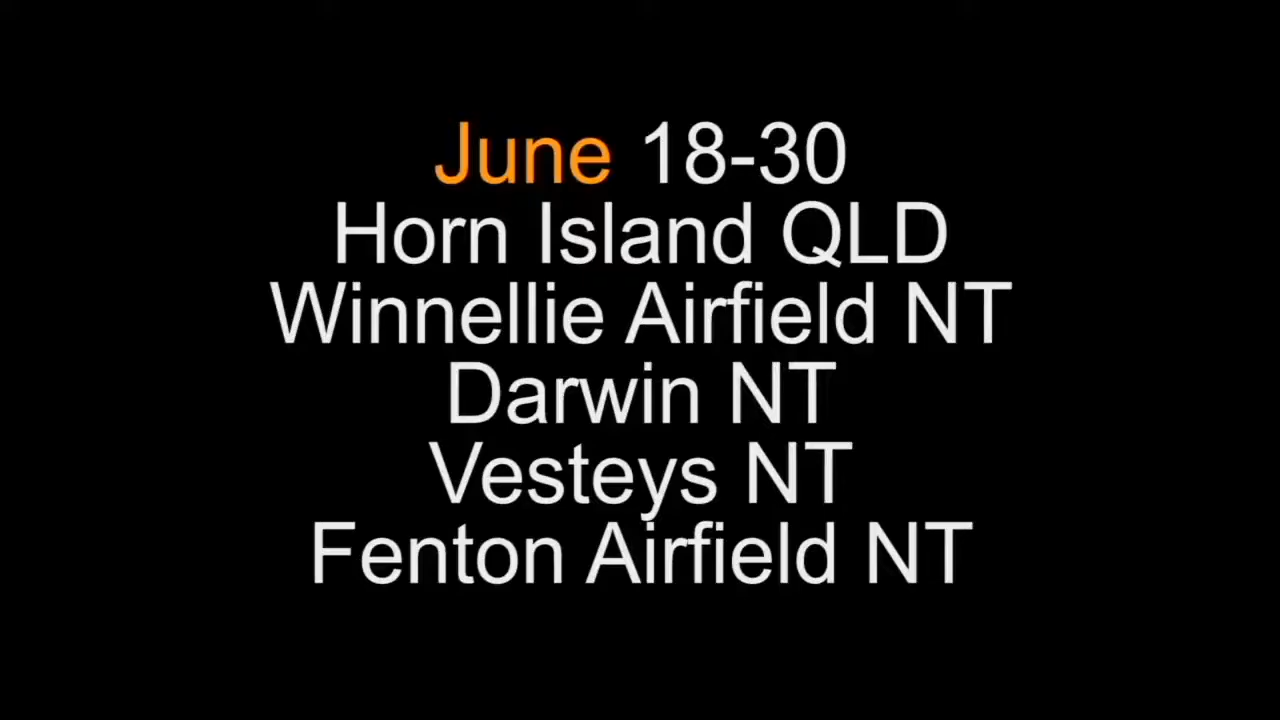 June 18-30
Horn Island QLD
Winnellie Airfield NT
Darwin NT
Vesteys NT
Fenton Airfield NT